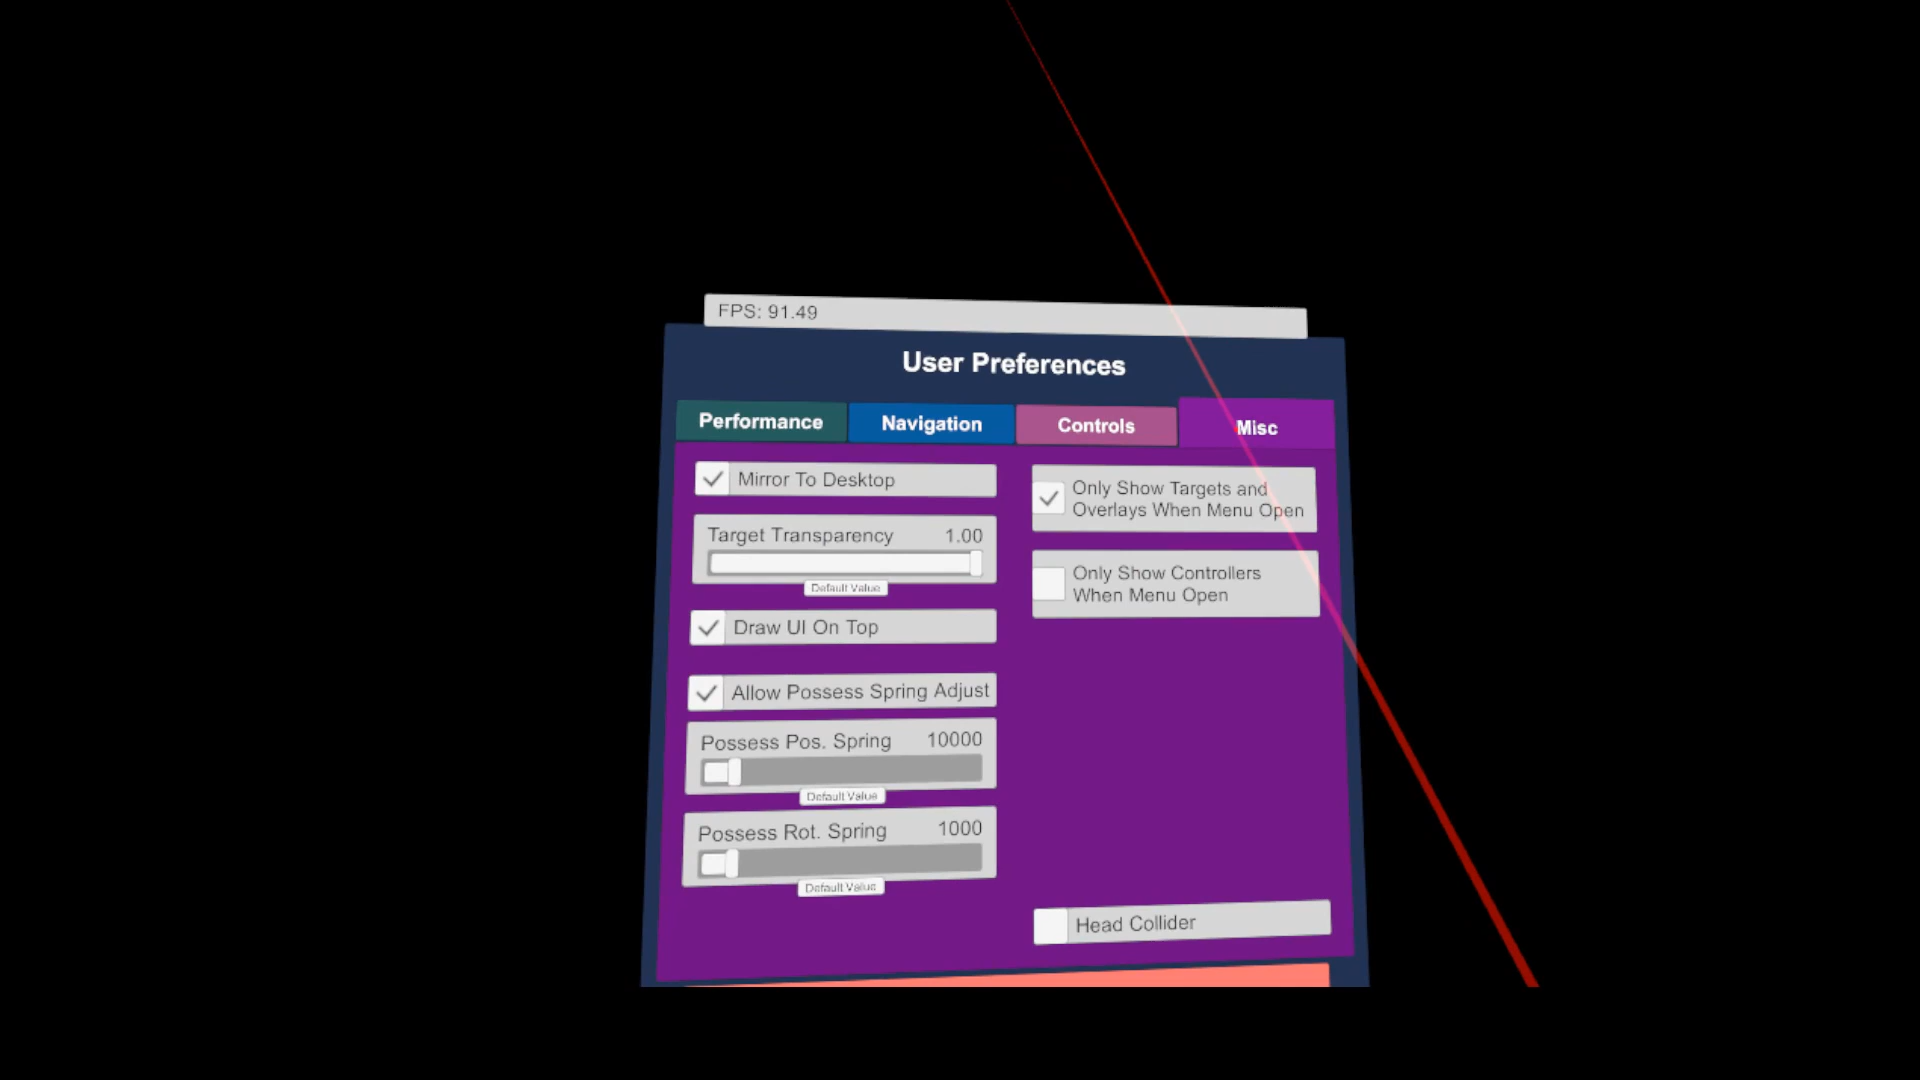 FPS: 91.49
User Preferences
Performance
Navigation
Controls
Misc
Mirror To Desktop
Target Transparency 1.00
Default Value
Draw UI On Top
Allow Possess Spring Adjust
Possess Pos. Spring 10000
Default Value
Possess Rot. Spring 1000
Default Value
Only Show Targets and
Overlays When Menu Open
Only Show Controllers
When Menu Open
Head Collider